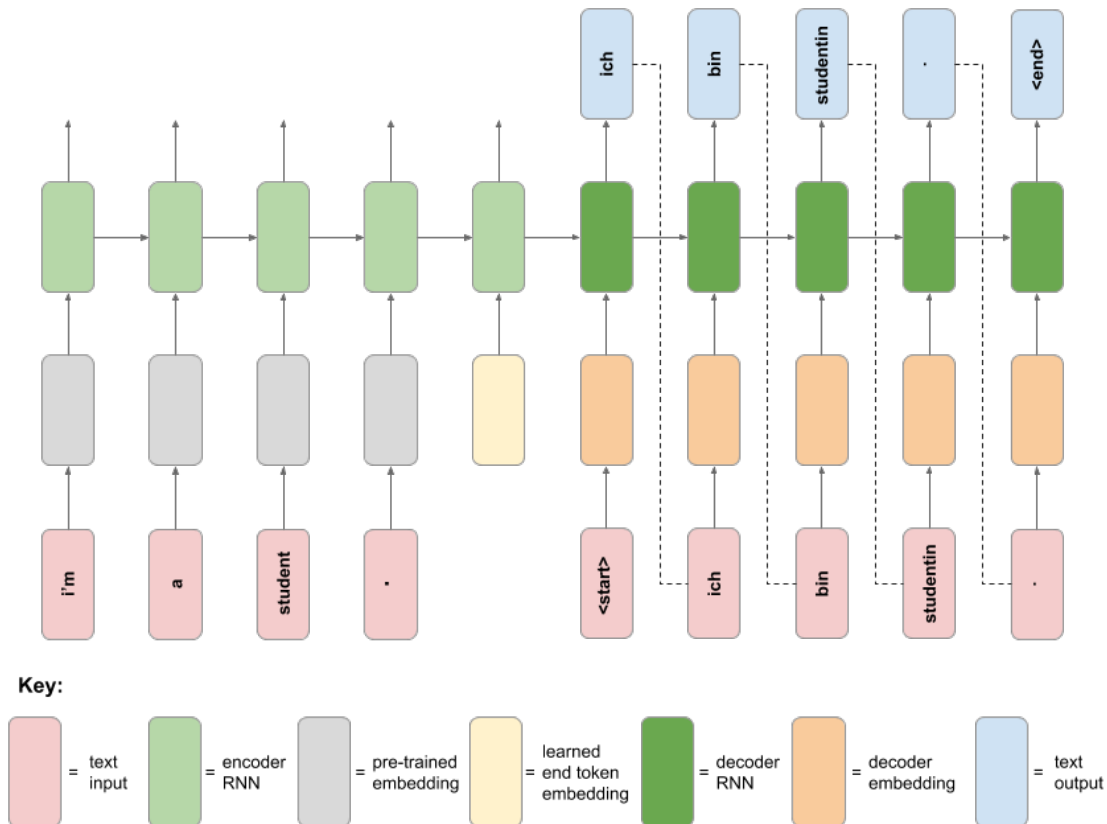 ich
bin
studentin
.
<end>
i'm
a
student
.
<start>
ich
bin
studentin
.
Key:
= text
input
= encoder
RNN
= pre-trained
embedding
= learned
end token
embedding
= decoder
RNN
= decoder
embedding
= text
output